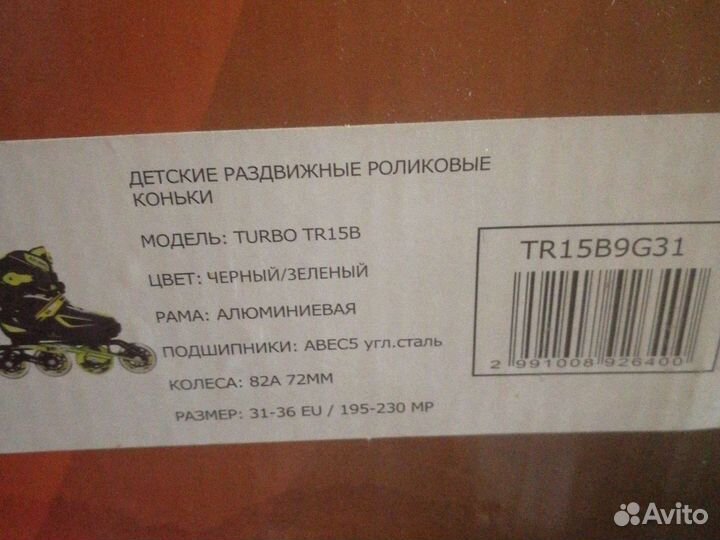 ДЕТСКИЕ РАЗДВИЖНЫЕ РОЛИКОВЫЕ
КОНЬКИ
МОДЕЛЬ: TURBO TR15B
ЦВЕТ: ЧЕРНЫЙ/ЗЕЛЕНЫЙ
РАМА: АЛЮМИНИЕВАЯ
ПОДШИПНИКИ: ABEC5 угл.сталь
КОЛЕСА: 82A 72ММ
РАЗМЕР: 31-36 EU / 195-230 MP
TR15B9G31
2 991008 926400
Avito